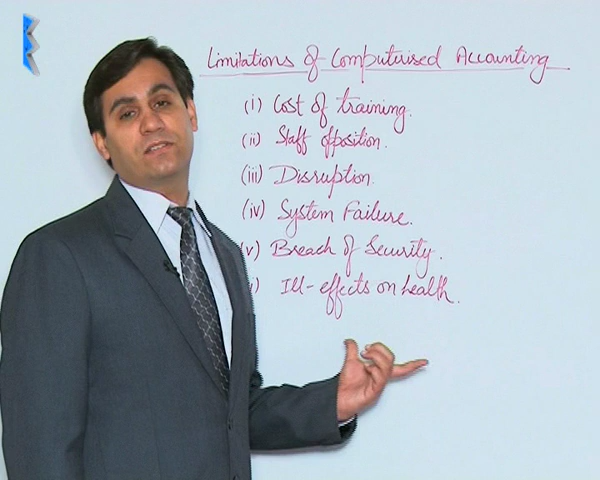 Limitations of Computerised Accounting
(i) Cost of training.
(ii) Staff opposition.
(iii) Disruption.
(iv) System Failure.
v) Breach of Security.
i) Ill-effects on health.